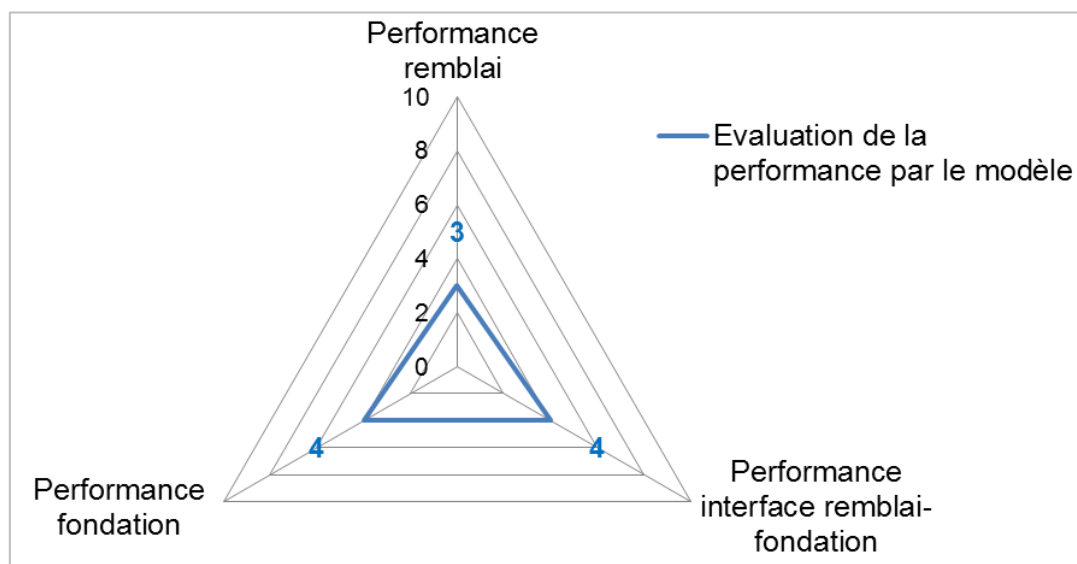 Performance
remblai
10
8
6
3
4
2
0
4
4
Evaluation de la
performance par le modèle
Performance
fondation
Performance
interface remblai-
fondation